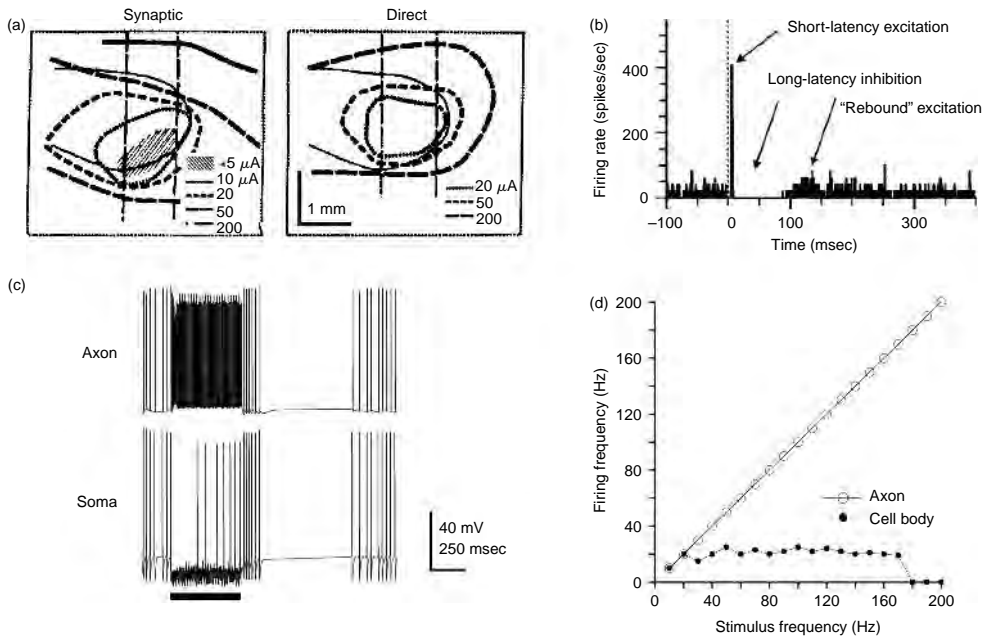 (a)
Synaptic
Direct
<5 μA
10 μA
20
50
200
1 mm
20 μA
50
200
(b)
Short-latency excitation
Long-latency inhibition
"Rebound" excitation
Firing rate (spikes/sec)
400
200
0
–100
0
100
300
Time (msec)
(c)
Axon
Soma
40 mV
250 msec
(d)
Firing frequency (Hz)
200
160
120
80
40
0
Axon
Cell body
0
40
80
120
160
200
Stimulus frequency (Hz)